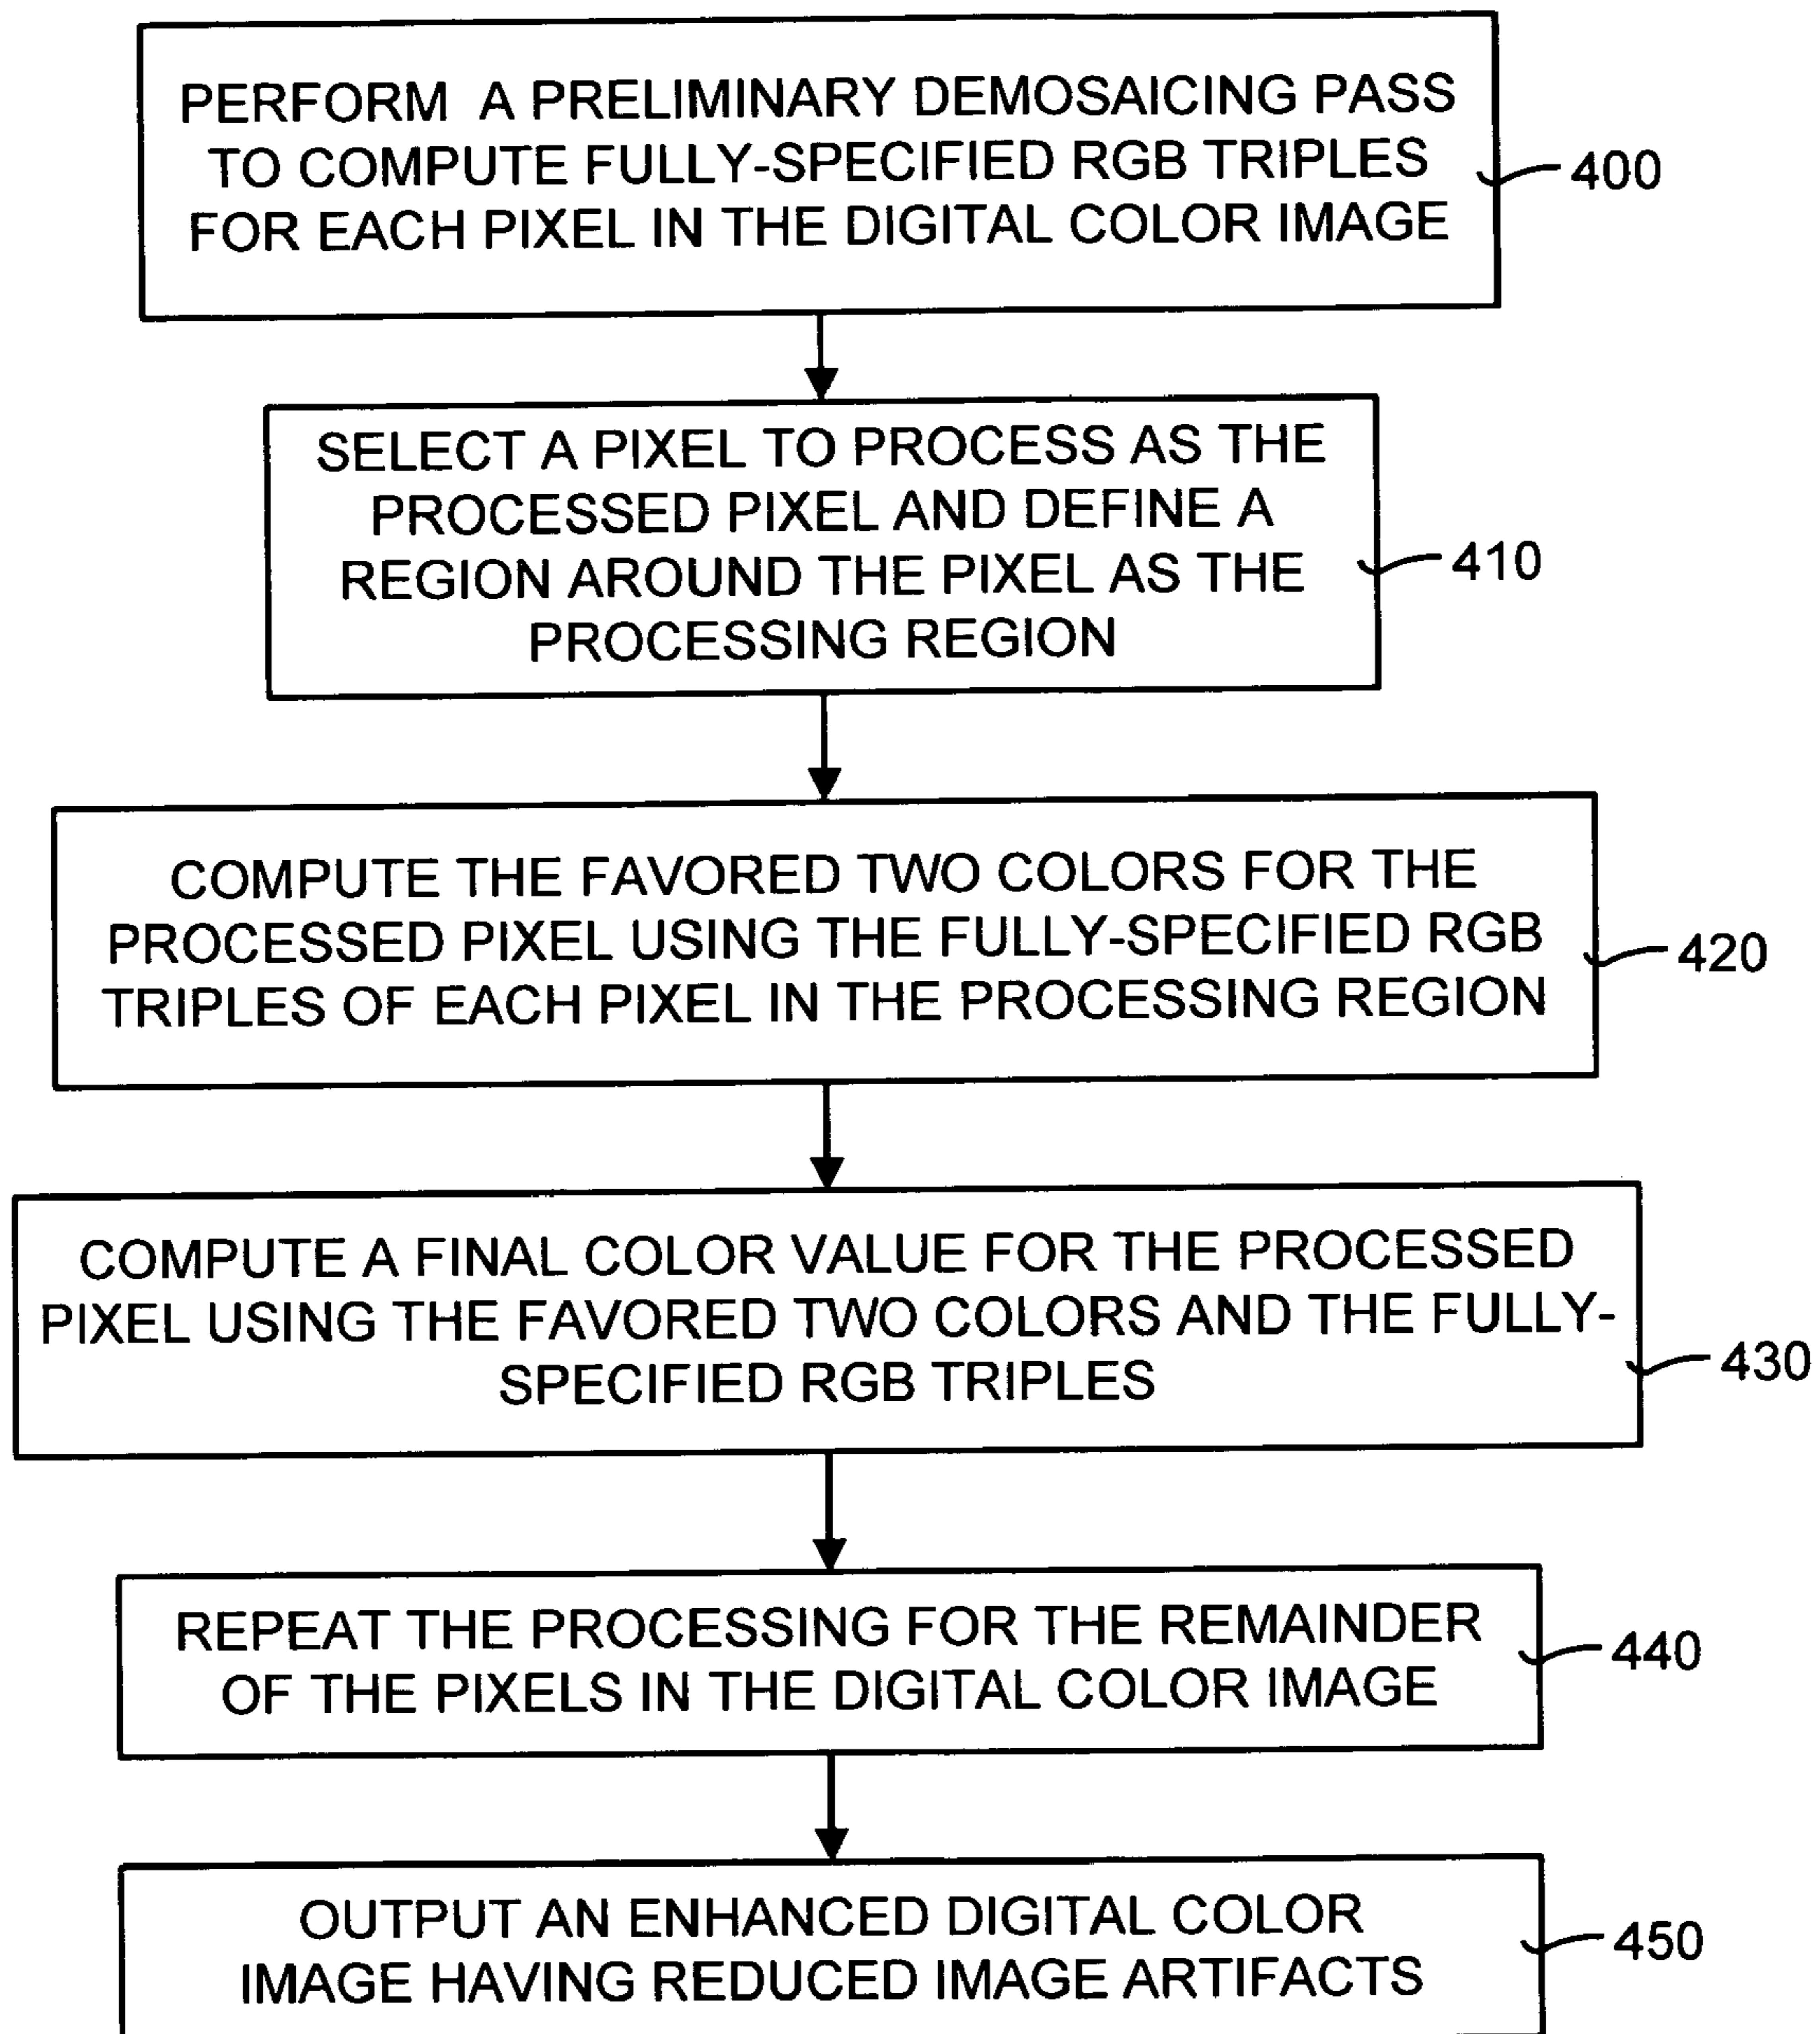 PERFORM A PRELIMINARY DEMOSAICING PASS
TO COMPUTE FULLY-SPECIFIED RGB TRIPLES
FOR EACH PIXEL IN THE DIGITAL COLOR IMAGE
400
SELECT A PIXEL TO PROCESS AS THE
PROCESSED PIXEL AND DEFINE A
REGION AROUND THE PIXEL AS THE
PROCESSING REGION
410
COMPUTE THE FAVORED TWO COLORS FOR THE
PROCESSED PIXEL USING THE FULLY-SPECIFIED RGB
TRIPLES OF EACH PIXEL IN THE PROCESSING REGION
420
COMPUTE A FINAL COLOR VALUE FOR THE PROCESSED
PIXEL USING THE FAVORED TWO COLORS AND THE FULLY-
SPECIFIED RGB TRIPLES
430
REPEAT THE PROCESSING FOR THE REMAINDER
OF THE PIXELS IN THE DIGITAL COLOR IMAGE
440
OUTPUT AN ENHANCED DIGITAL COLOR
IMAGE HAVING REDUCED IMAGE ARTIFACTS
450